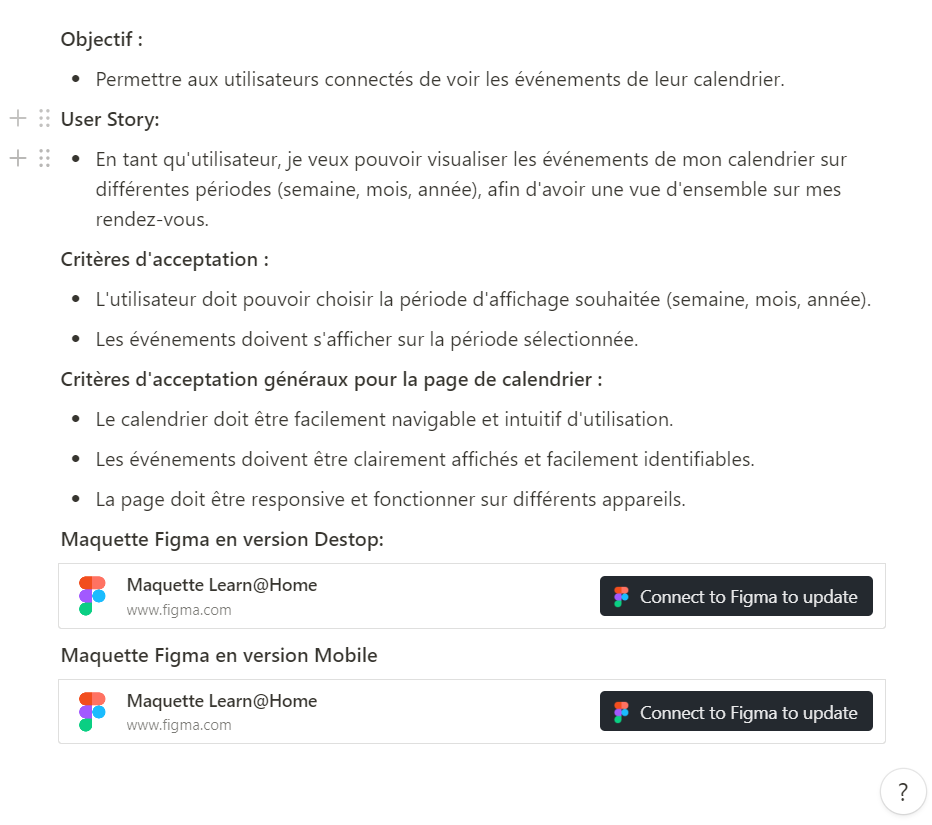 Objectif :
Permettre aux utilisateurs connectés de voir les événements de leur calendrier.
User Story:
En tant qu'utilisateur, je veux pouvoir visualiser les événements de mon calendrier sur
différentes périodes (semaine, mois, année), afin d'avoir une vue d'ensemble sur mes
rendez-vous.
Critères d'acceptation :
L'utilisateur doit pouvoir choisir la période d'affichage souhaitée (semaine, mois, année).
Les événements doivent s'afficher sur la période sélectionnée.
Critères d'acceptation généraux pour la page de calendrier :
Le calendrier doit être facilement navigable et intuitif d'utilisation.
Les événements doivent être clairement affichés et facilement identifiables.
La page doit être responsive et fonctionner sur différents appareils.
Maquette Figma en version Destop:
Maquette Learn@Home
www.figma.com
Connect to Figma to update
Maquette Figma en version Mobile
Maquette Learn@Home
www.figma.com
Connect to Figma to update
?